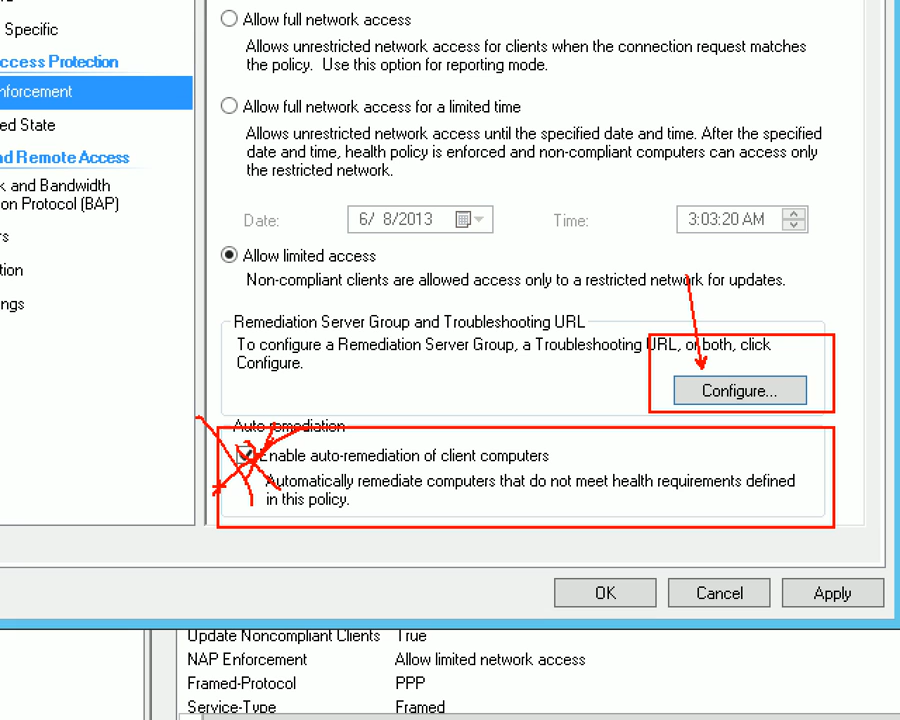 Specific
ccess Protection
nforcement
ed State
nd Remote Access
k and Bandwidth
on Protocol (BAP)
rs
tion
ngs
Allow full network access
Allows unrestricted network access for clients when the connection request matches
the policy. Use this option for reporting mode.
Allow full network access for a limited time
Allows unrestricted network access until the specified date and time. After the specified
date and time, health policy is enforced and non-compliant computers can access only
the restricted network.
Date: 6/ 8/2013 Time: 3:03:20 AM
Allow limited access
Non-compliant clients are allowed access only to a restricted network for updates.
Remediation Server Group and Troubleshooting URL
To configure a Remediation Server Group, a Troubleshooting URL, or both, click
Configure.
Configure...
Auto remediation
Enable auto-remediation of client computers
Automatically remediate computers that do not meet health requirements defined
in this policy.
OK Cancel Apply
Update Noncompliant Clients True
NAP Enforcement Allow limited network access
Framed-Protocol PPP
Service-Type Framed